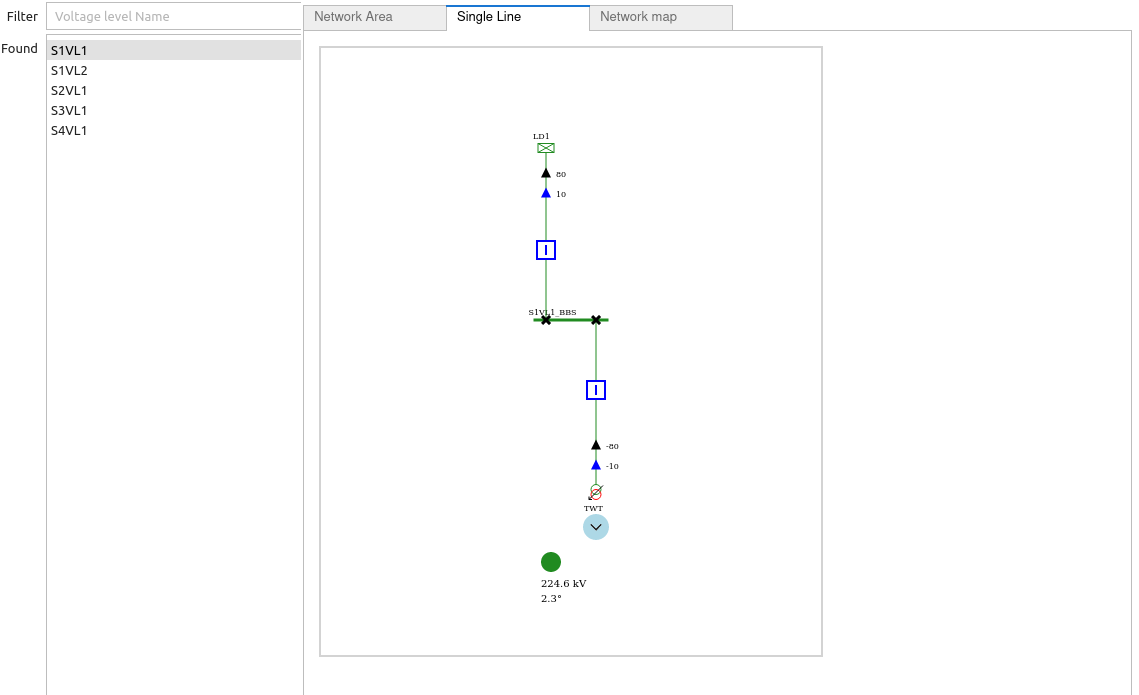 Filter
Voltage level Name
Network Area
Single Line
Network map
Found
S1VL1
S1VL2
S2VL1
S3VL1
S4VL1
LD1
80
10
I
S1VL1_BBS
I
-80
-10
TWT
224.6 kV
2.3°